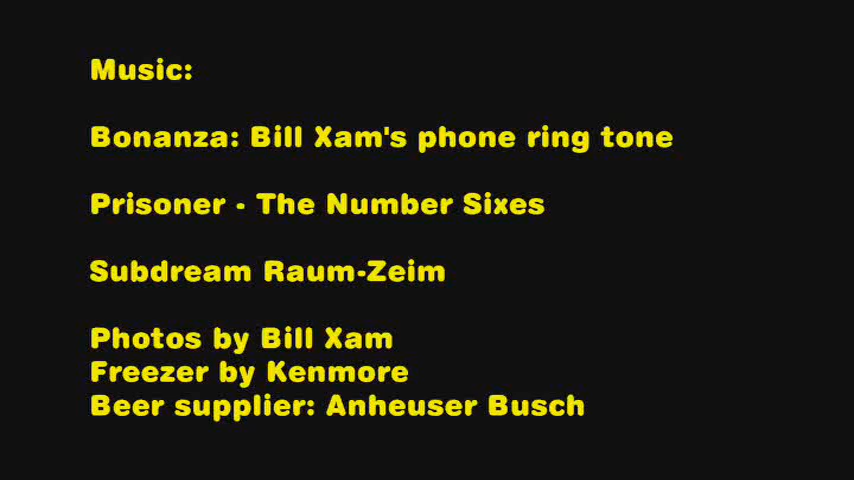 Music:
Bonanza: Bill Xam's phone ring tone
Prisoner - The Number Sixes
Subdream Raum-Zeim
Photos by Bill Xam
Freezer by Kenmore
Beer supplier: Anheuser Busch